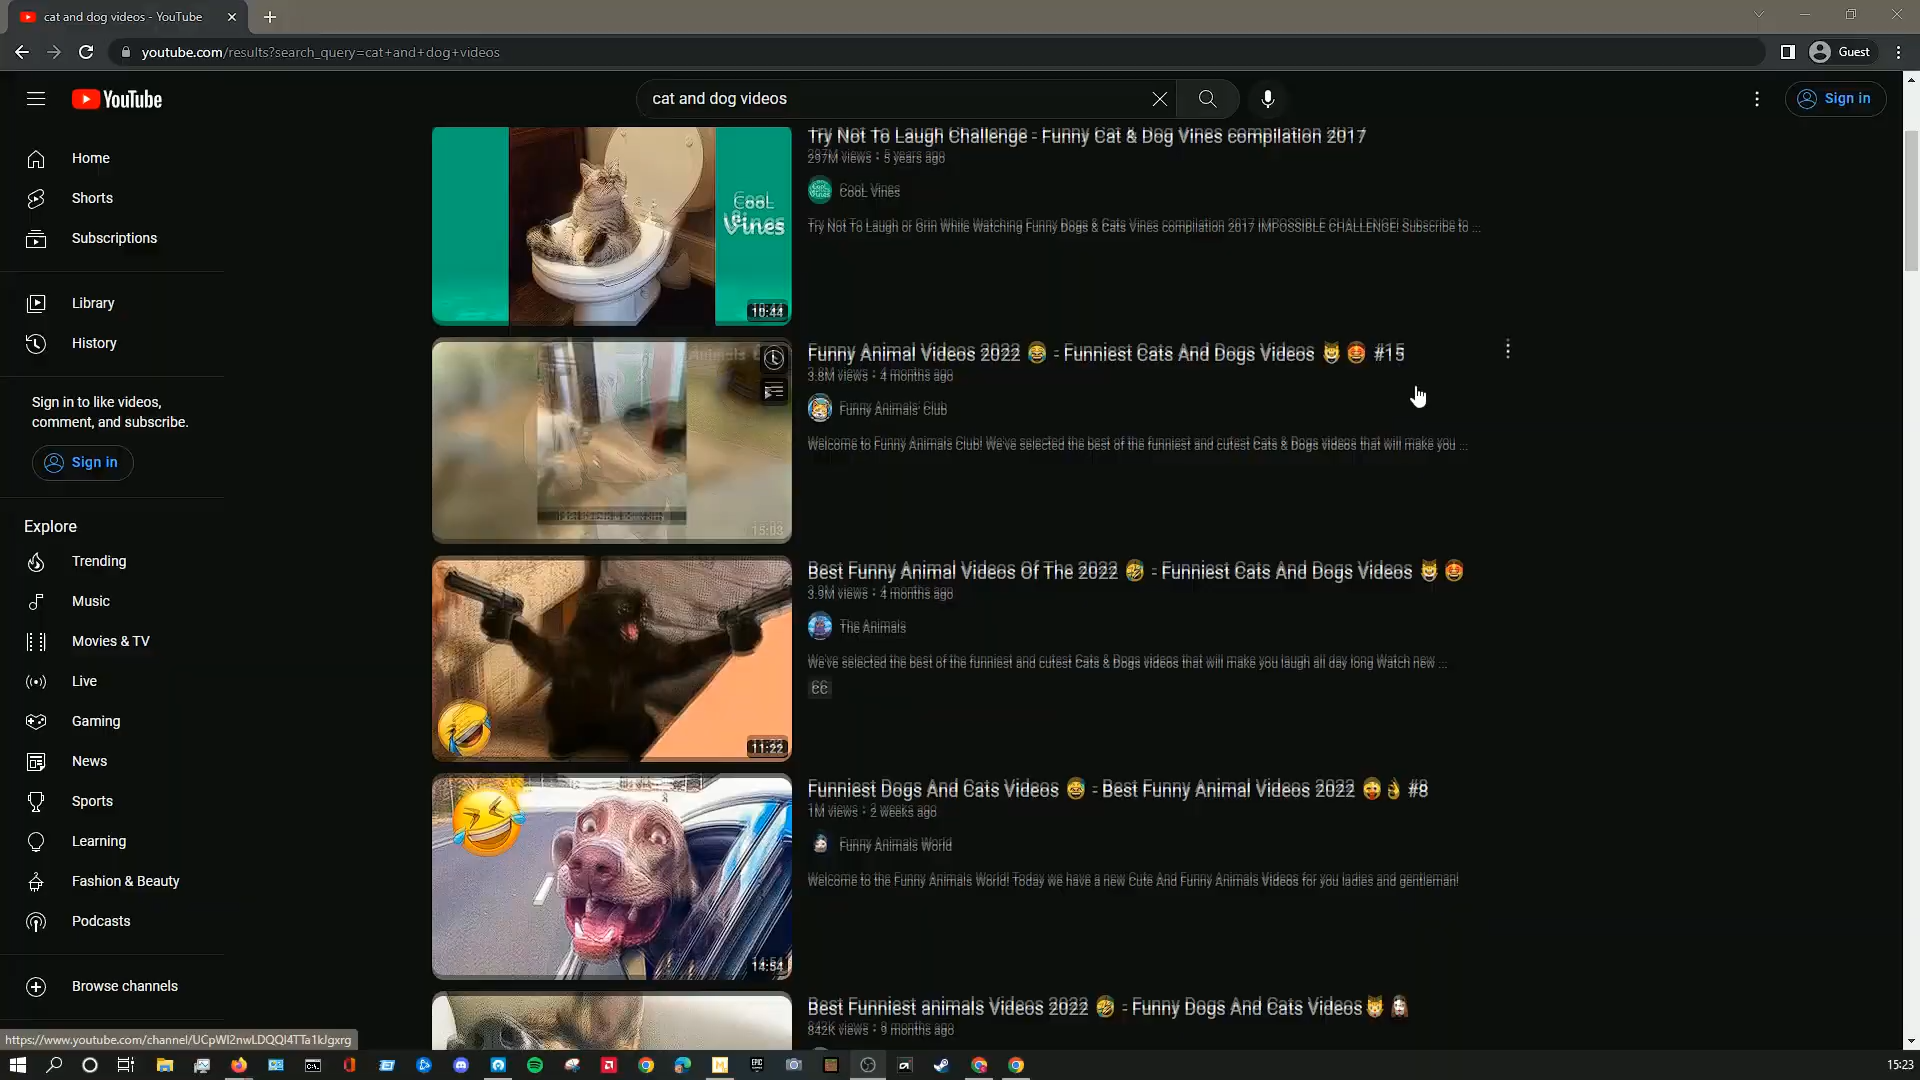 cat and dog videos - YouTube
youtube.com/results?search_query=cat+and+dog+videos
Guest
YouTube
cat and dog videos
Sign in
Home
Shorts
Subscriptions
Library
History
Sign in to like videos,
comment, and subscribe.
Sign in
Explore
Trending
Music
Movies & TV
Live
Gaming
News
Sports
Learning
Fashion & Beauty
Podcasts
Browse channels
CooL
Vines
10:44
Try Not To Laugh Challenge - Funny Cat & Dog Vines compilation 2017
297M views • 5 years ago
CooL Vines
Try Not To Laugh or Grin While Watching Funny Dogs & Cats Vines compilation 2017 IMPOSSIBLE CHALLENGE! Subscribe to ...
15:03
Funny Animal Videos 2022 😂 - Funniest Cats And Dogs Videos 😺😍 #15
3.8M views • 4 months ago
Funny Animals' Club
Welcome to Funny Animals Club! We've selected the best of the funniest and cutest Cats & Dogs videos that will make you ...
11:22
Best Funny Animal Videos Of The 2022 🤣 - Funniest Cats And Dogs Videos 😺😍
3.9M views • 4 months ago
The Animals
We've selected the best of the funniest and cutest Cats & Dogs videos that will make you laugh all day long Watch new ...
CC
14:54
Funniest Dogs And Cats Videos 😂 - Best Funny Animal Videos 2022 😛👌 #8
1M views • 2 weeks ago
Funny Animals World
Welcome to the Funny Animals World! Today we have a new Cute And Funny Animals Videos for you ladies and gentleman!
Best Funniest animals Videos 2022 🤣 - Funny Dogs And Cats Videos
842K views • 9 months ago
https://www.youtube.com/channel/UCpWI2nwLDQQI4TTa1kJgxrg
15:23